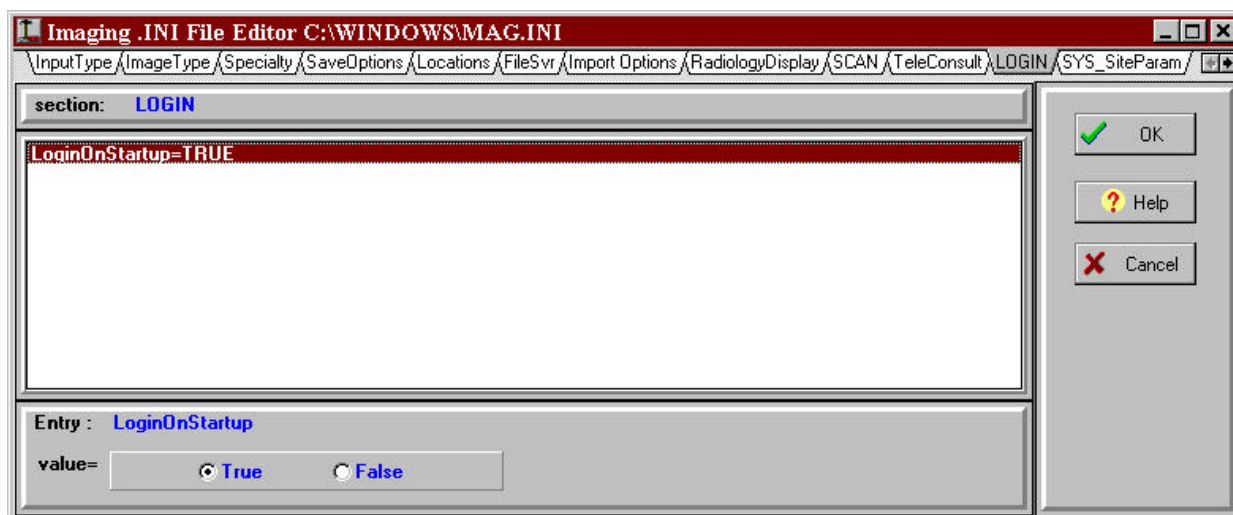 Imaging .INI File Editor C:\WINDOWS\MAG.INI
InputType ImageType Specialty SaveOptions Locations FileSvr Import Options RadiologyDisplay SCAN TeleConsult LOGIN SYS_SiteParam
section: LOGIN
LoginOnStartup=TRUE
OK
Help
Cancel
Entry : LoginOnStartup
value= True False